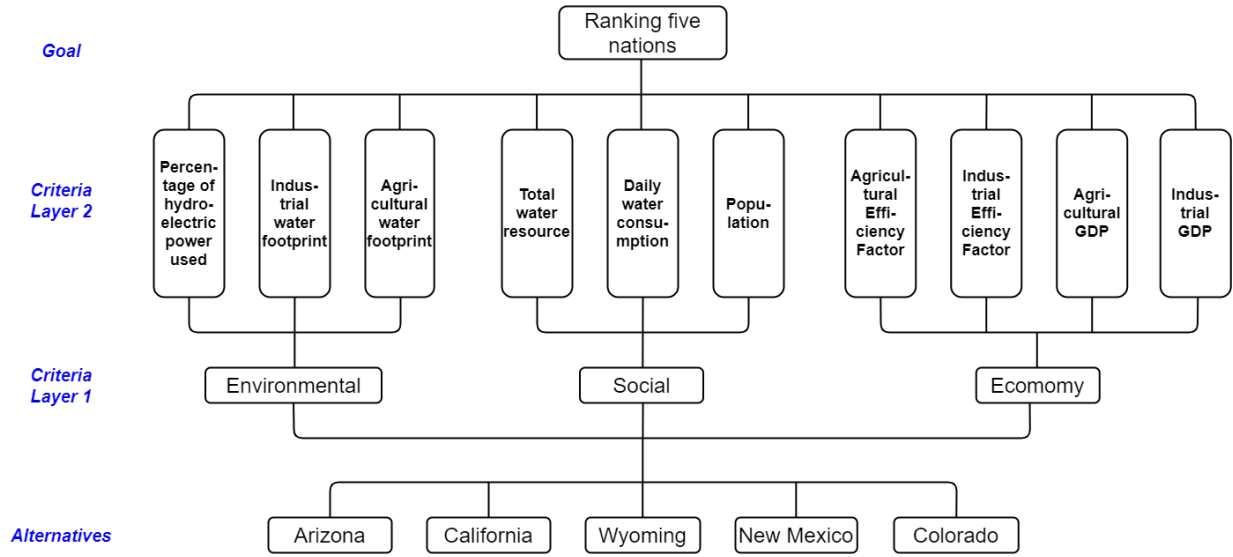 Goal
Ranking five
nations
Criteria
Layer 2
Percen-
tage of
hydro-
electric
power
used
Indus-
trial
water
footprint
Agri-
cultural
water
footprint
Total
water
resource
Daily
water
consu-
mption
Popu-
lation
Agricul-
tural
Effi-
ciency
Factor
Indus-
trial
Effi-
ciency
Factor
Agri-
cultural
GDP
Indus-
trial
GDP
Criteria
Layer 1
Environmental
Social
Ecomomy
Alternatives
Arizona
California
Wyoming
New Mexico
Colorado